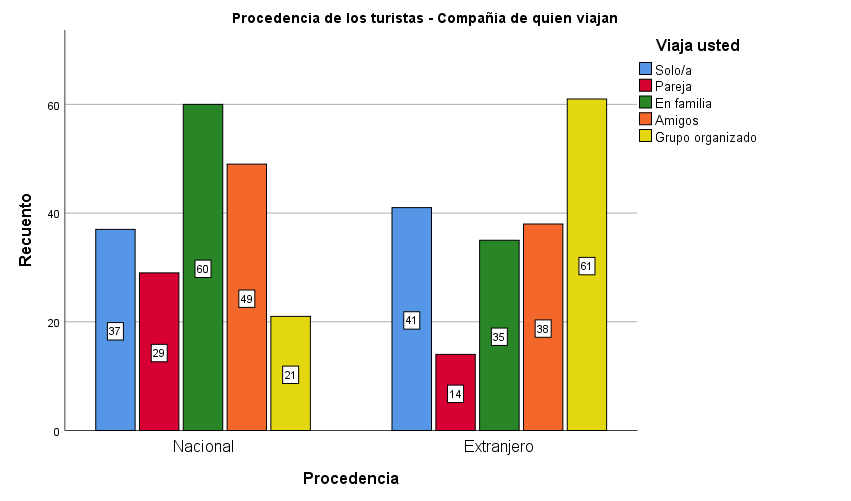 Procedencia de los turistas - Compañia de quien viajan
Viaja usted
Solo/a
Pareja
En familia
Amigos
Grupo organizado
Recuento
60
40
20
0
37
29
60
49
21
41
14
35
38
61
Nacional
Extranjero
Procedencia